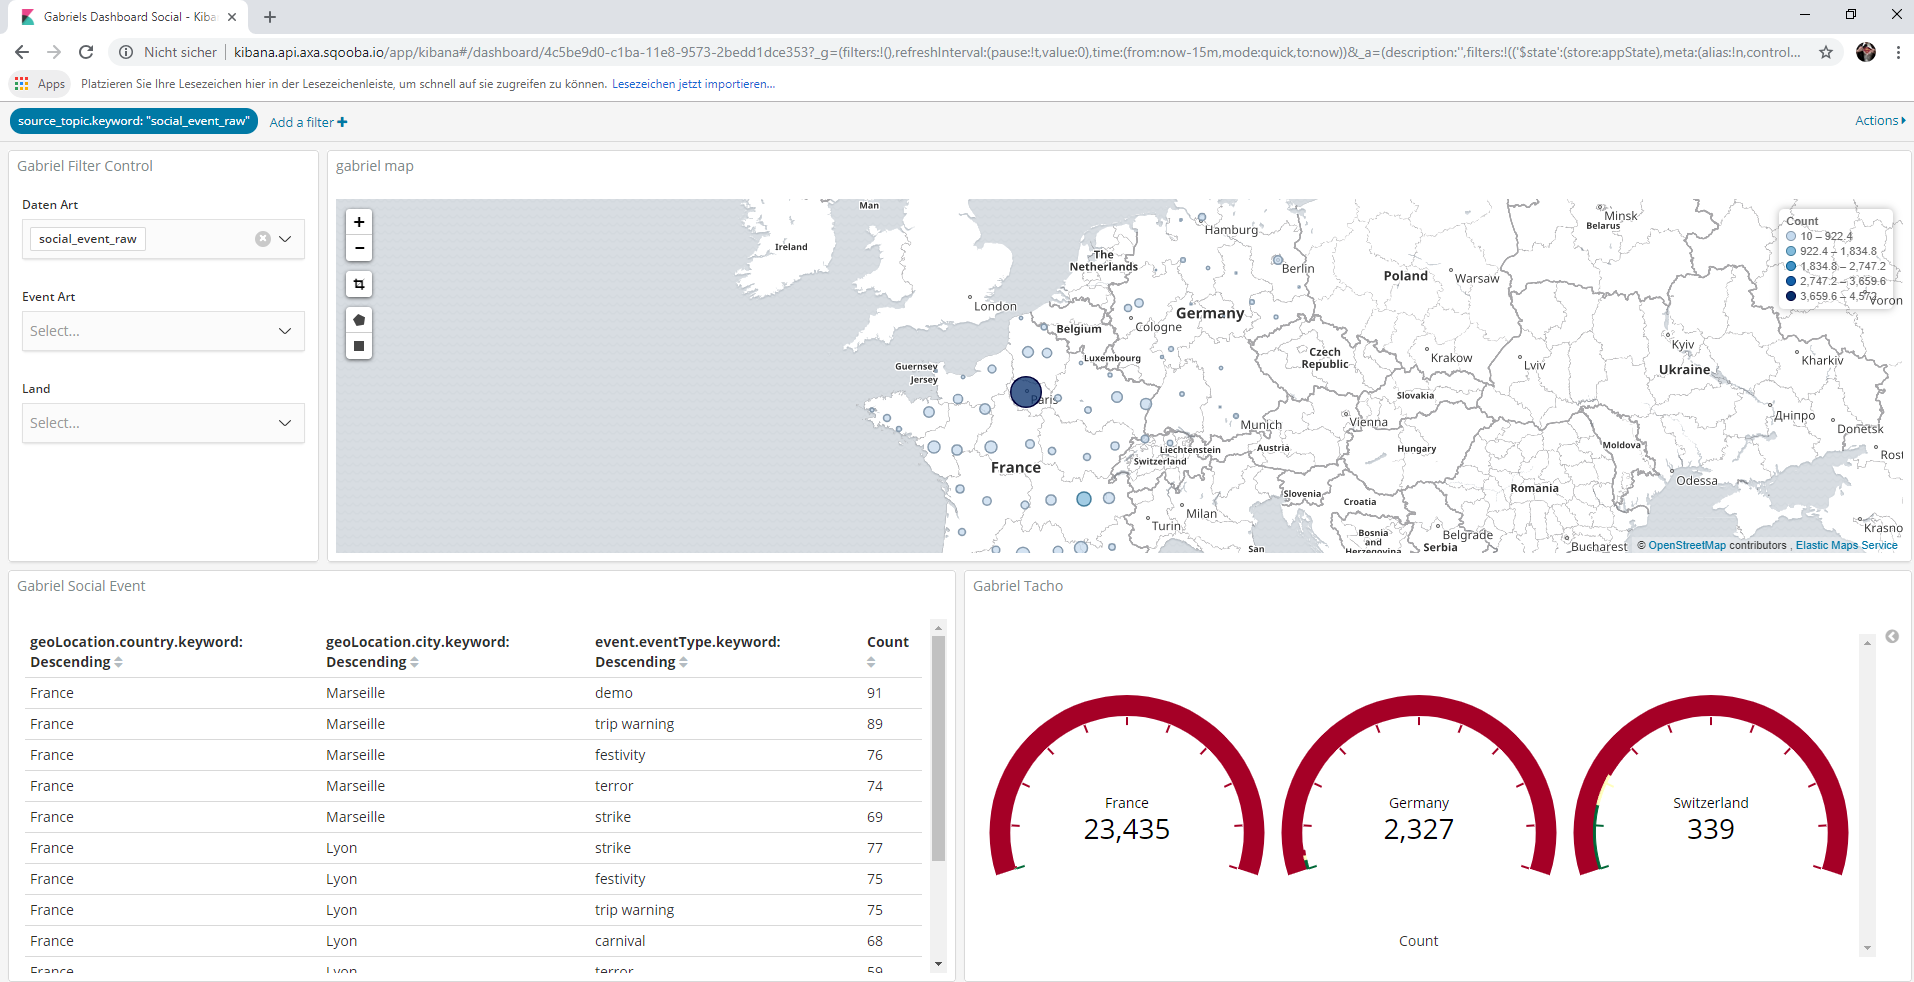 Gabriels Dashboard Social - Kiba
Nicht sicher
kibana.api.axa.sqooba.io/app/kibana#/dashboard/4c5be9d0-c1ba-11e8-9573-2bedd1dce353?_g=(filters:!(),refreshInterval:(pause:!t,value:0),time:(from:now-15m,mode:quick,to:now))&_a=(description:'',filters:!(('$state':(store:appState),meta:(alias:!n,control...
Apps
Platzieren Sie Ihre Lesezeichen hier in der Lesezeichenleiste, um schnell auf sie zugreifen zu können. Lesezeichen jetzt importieren...
source_topic.keyword: "social_event_raw"
Add a filter +
Actions
Gabriel Filter Control
Daten Art
social_event_raw
Event Art
Select...
Land
Select...
gabriel map
+
−
Man
Ireland
London
The
Netherlands
Hamburg
Berlin
Poland
Warsaw
Minsk
Belarus
Count
10 – 922.4
922.4 – 1,834.8
1,834.8 – 2,747.2
2,747.2 – 3,659.6
3,659.6 – 4,572
Voron
Belgium
Cologne
Germany
Luxembourg
Guernsey
Jersey
Paris
Czech
Republic
Krakow
Lviv
Kyiv
Kharkiv
Ukraine
Slovakia
Vienna
Munich
Дніпро
Donetsk
Liechtenstein
Switzerland
Austria
Hungary
Moldova
Rost
France
Slovenia
Croatia
Romania
Odessa
Milan
Turin
Bosnia
and
Herzegovina
Belgrade
Serbia
San
Bucharest
Krasno
© OpenStreetMap contributors , Elastic Maps Service
Gabriel Social Event
geoLocation.country.keyword: Descending
geoLocation.city.keyword: Descending
event.eventType.keyword: Descending
Count
France Marseille demo 91
France Marseille trip warning 89
France Marseille festivity 76
France Marseille terror 74
France Marseille strike 69
France Lyon strike 77
France Lyon festivity 75
France Lyon trip warning 75
France Lyon carnival 68
France Lyon terror 59
Gabriel Tacho
France
23,435
Germany
2,327
Switzerland
339
Count